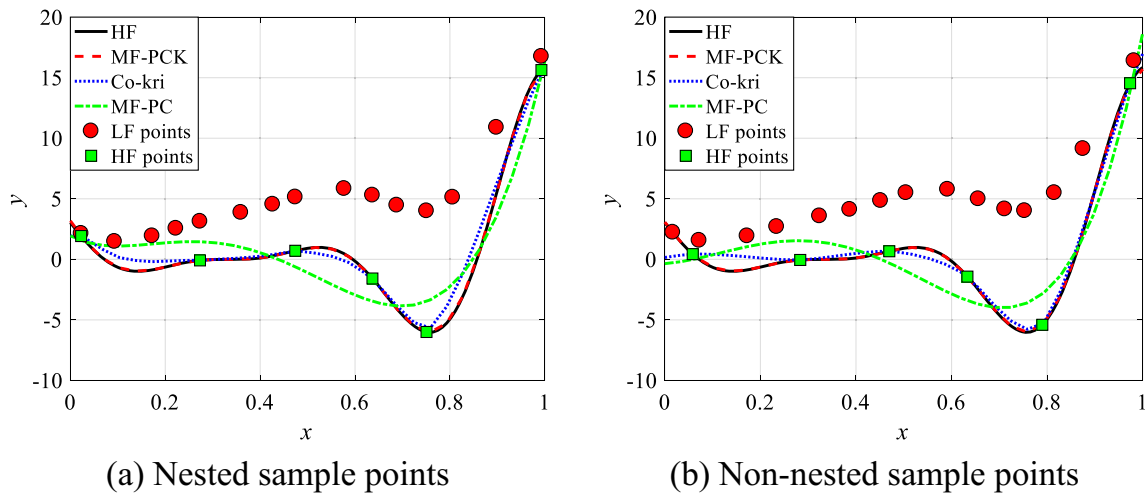 20
15
10
5
0
-5
-10
y
HF
MF-PCK
Co-kri
MF-PC
LF points
HF points
0 0.2 0.4 0.6 0.8 1
x
(a) Nested sample points
20
15
10
5
0
-5
-10
y
HF
MF-PCK
Co-kri
MF-PC
LF points
HF points
0 0.2 0.4 0.6 0.8 1
x
(b) Non-nested sample points